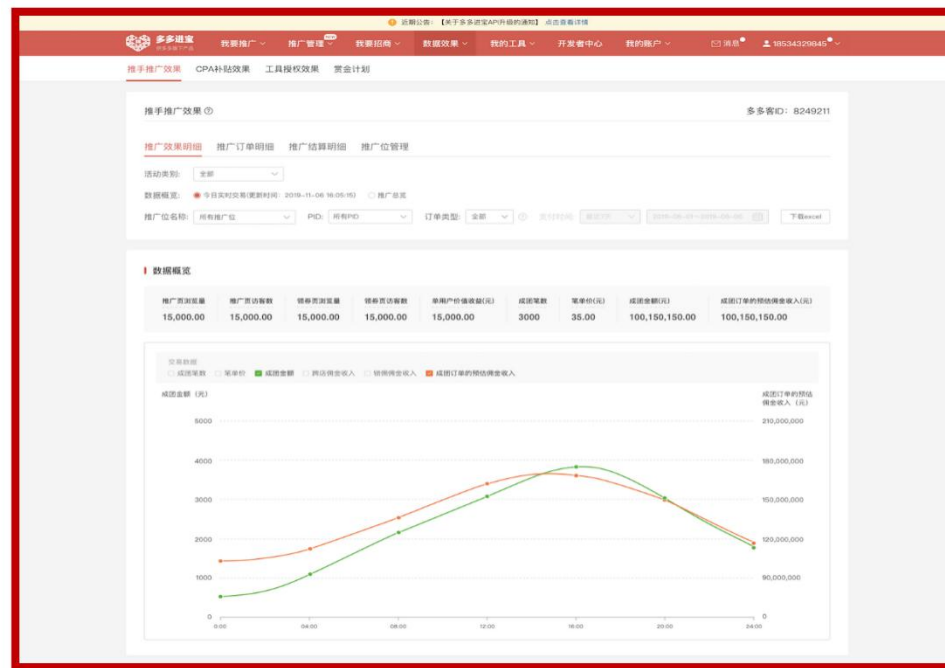 近期公告：【关于多多进宝API升级的通知】 点击查看详情
多多进宝 我要推广 推广管理 我要招商 数据效果 我的工具 开发者中心 我的账户 消息 18534329845
推手推广效果 CPA补贴效果 工具授权效果 赏金计划
推手推广效果 多多客ID：8249211
推广效果明细 推广订单明细 推广结算明细 推广位管理
活动类别： 全部
数据概览： 今日实时交易(更新时间：2019-11-06 16:05:15) 推广总览
推广位名称： 所有推广位 PID: 所有PID 订单类型: 全部 支付时间: 下载excel
数据概览
推广页浏览量 推广页访客数 领券页浏览量 领券页访客数 单用户价值收益(元) 成团笔数 笔单价(元) 成团金额(元) 成团订单的预估佣金收入(元)
15,000.00 15,000.00 15,000.00 15,000.00 15,000.00 3000 35.00 100,150,150.00 100,150,150.00
交易数据
成团笔数 笔单价 成团金额 跨店佣金收入 链损佣金收入 成团订单的预估佣金收入
成团金额（元） 成团订单的预估
佣金收入（元）
5000 210,000,000
4000 180,000,000
3000 150,000,000
2000 120,000,000
1000 90,000,000
0 0
0:00 04:00 08:00 12:00 16:00 20:00 24:00